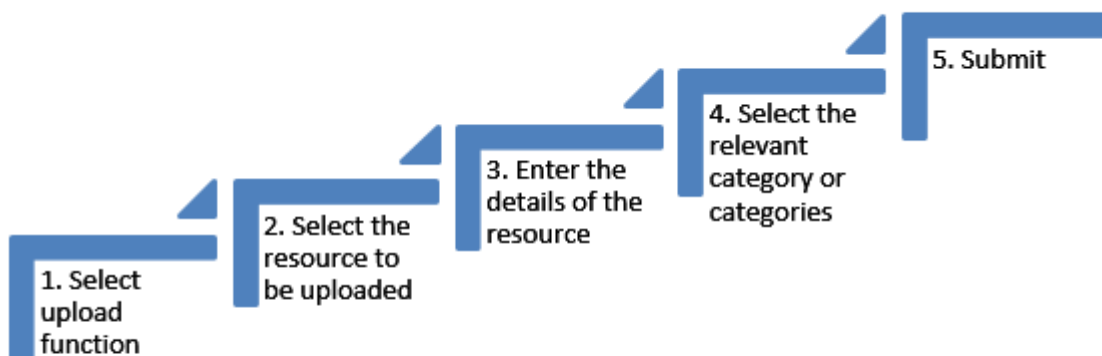 1. Select
upload
function
2. Select the
resource to
be uploaded
3. Enter the
details of the
resource
4. Select the
relevant
category or
categories
5. Submit